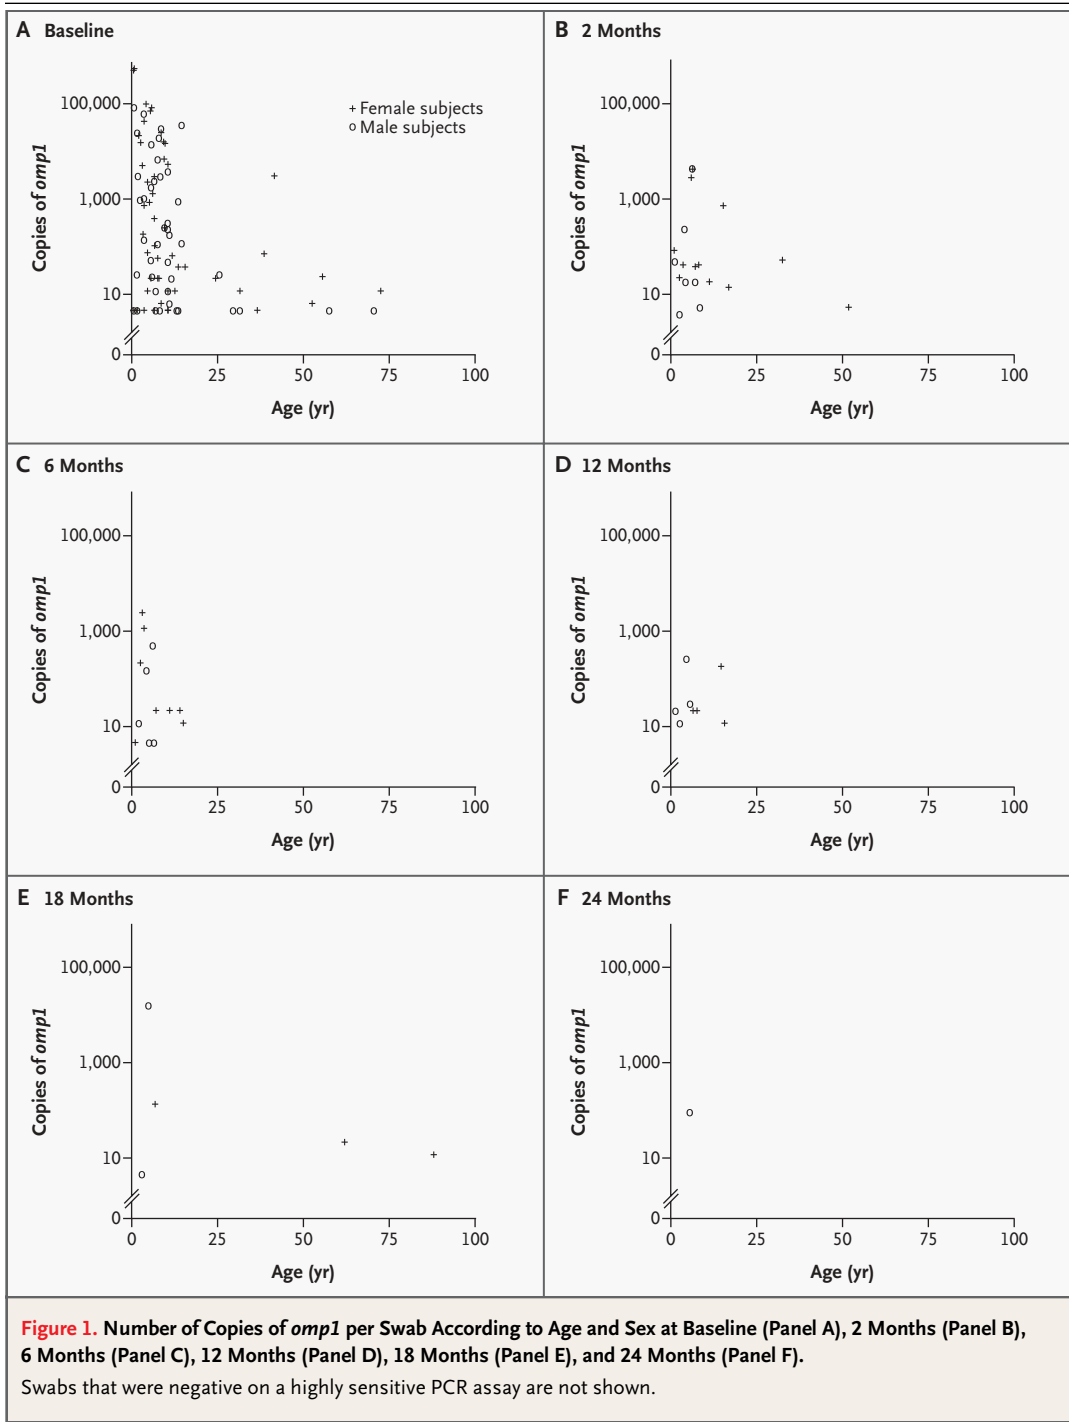 A Baseline
Copies of omp1
100,000
1,000
10
0
+ Female subjects
o Male subjects
0 25 50 75 100
Age (yr)
B 2 Months
Copies of omp1
100,000
1,000
10
0
0 25 50 75 100
Age (yr)
C 6 Months
Copies of omp1
100,000
1,000
10
0
0 25 50 75 100
Age (yr)
D 12 Months
Copies of omp1
100,000
1,000
10
0
0 25 50 75 100
Age (yr)
E 18 Months
Copies of omp1
100,000
1,000
10
0
0 25 50 75 100
Age (yr)
F 24 Months
Copies of omp1
100,000
1,000
10
0
0 25 50 75 100
Age (yr)
Figure 1. Number of Copies of omp1 per Swab According to Age and Sex at Baseline (Panel A), 2 Months (Panel B),
6 Months (Panel C), 12 Months (Panel D), 18 Months (Panel E), and 24 Months (Panel F).
Swabs that were negative on a highly sensitive PCR assay are not shown.